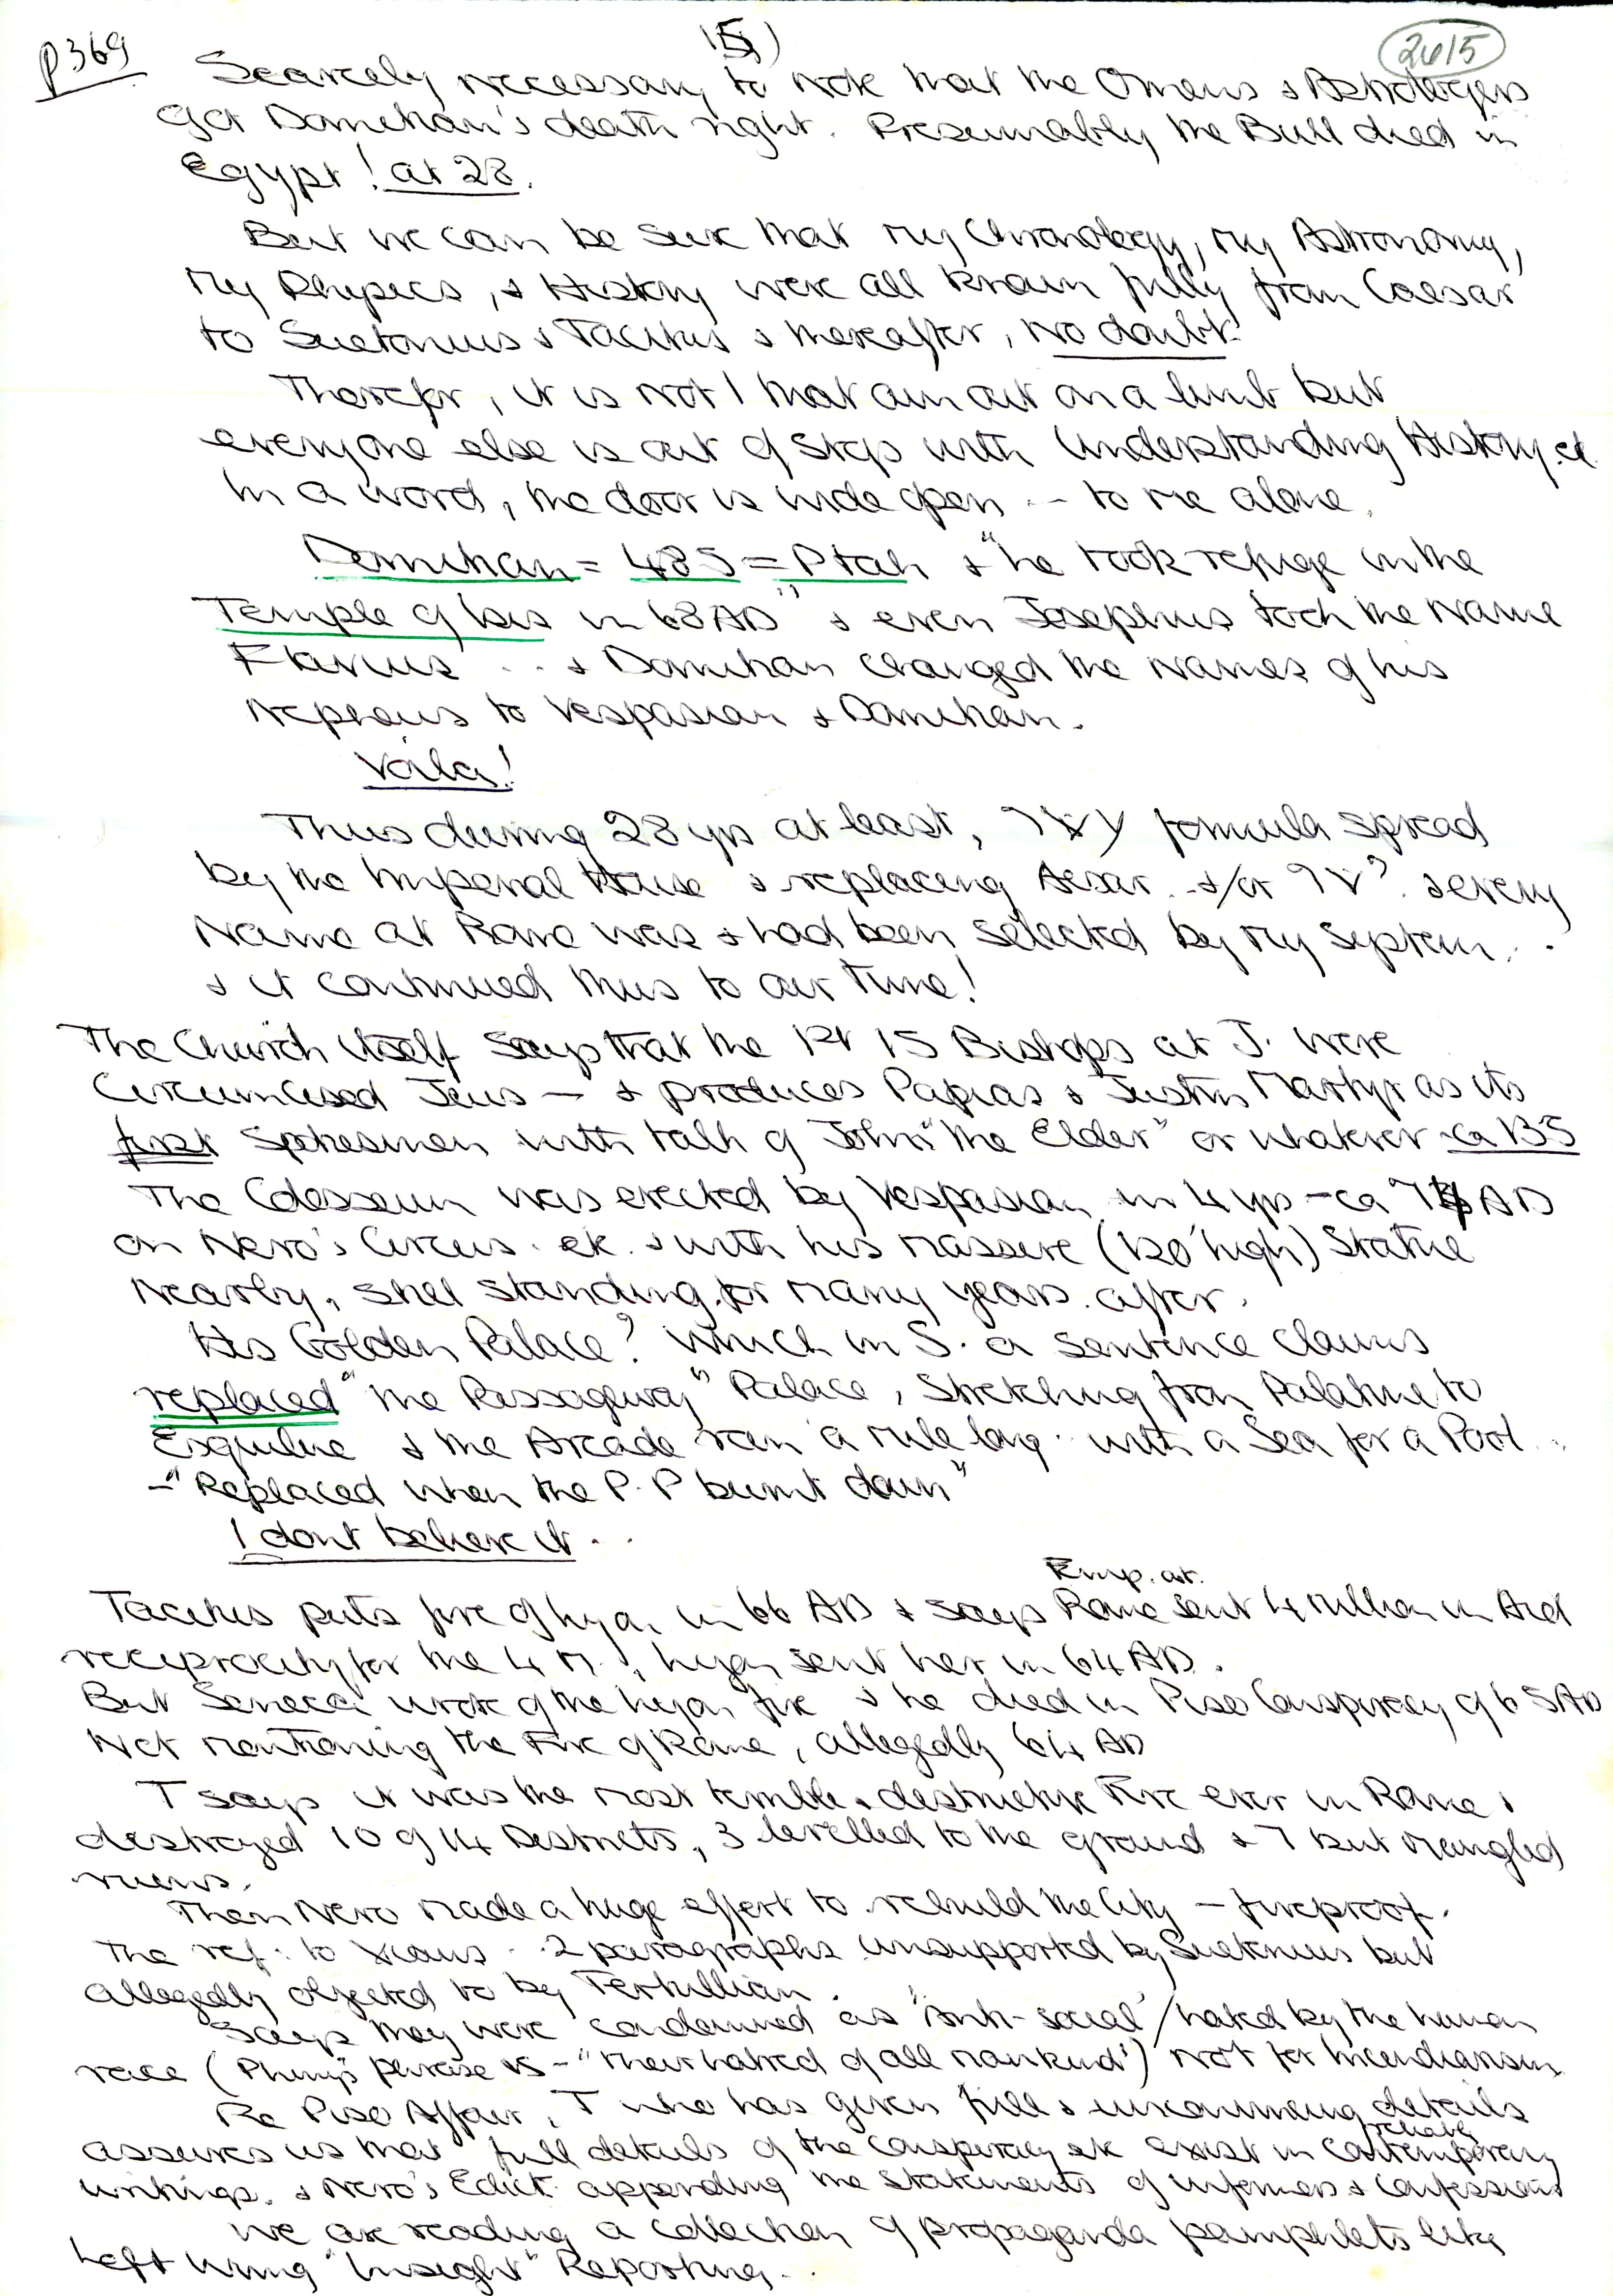 p369
15)
2615
Scarcely necessary to note that the Omens & Astrologers
got Domitian's death right. Presumably the Bull died in
Egypt! at 28.
But we can be sure that my Chronology, my Astronomy,
my Physics, & History were all known fully from Caesar
to Suetonius & Tacitus & thereafter, no doubt.
Therefor, it is not I that am out on a limb but
everyone else is out of step with Understanding History. et
In a word, the door is wide open -- to me alone.
Domitian = 485 = Ptah & "he took refuge in the
Temple of Isis in 68 AD" & even Josephus took the Name
Flavius ... & Domitian changed the names of his
Nephews to Vespasian & Domitian.
Voila!
Thus during 28 yrs at least, formula spread
by the Imperial House & replacing Aesar. &/or & every
Name at Rome was & had been selected by my system..
& it continued thus to our time!
The Church itself says that the 1st 15 Bishops at J. were
Circumcised Jews — & produces Papias & Justin Martyr as its
first spokesmen with talk of John "the Elder" or whatever ca 135
The Colosseum was erected by Vespasian in 4 yrs - ca AD
on Nero's Circus. etc. & with his massive (120' high) Statue
nearby, still standing for many years. after.
His Golden Palace? which in S. a sentence claims
replaced "the Passageway" Palace, stretching from Palatine to
Esquiline & the Arcade ran a mile long. with a Sea for a Pool...
-"Replaced when the P.P burnt down"
I dont believe it..
Emp. at.
Tacitus puts fire of Lyon in 66 AD & says Rome sent 4 million in Aid
reciprocity for the 4 M. Lyon sent her in 64 AD.
But Seneca wrote of the Lyon fire & he died in Piso Conspiracy of 65 AD
Not mentioning the Fire of Rome, allegedly 64 AD
T says it was the most terrible & destructive Fire ever in Rome &
destroyed 10 of 14 Districts, 3 levelled to the ground & 7 but mangled
ruins.
Then Nero made a huge effort to rebuild the City — fireproof.
The ref: to Xians.. 2 paragraphs unsupported by Suetonius but
allegedly objected to by Tertullian.
Says they were condemned as 'anti-social'/hated by the human
race (Pliny's phrase is - "their hatred of all mankind") not for Incendiarism
Re Piso Affair, T who has given full & unconvincing details
assures us that full details of the conspiracy etc exist in contemporary
writings. & Nero's Edict appending the statements of informers & confessions
We are reading a collection of propaganda pamphlets like
Left wing "Insight" Reporting..